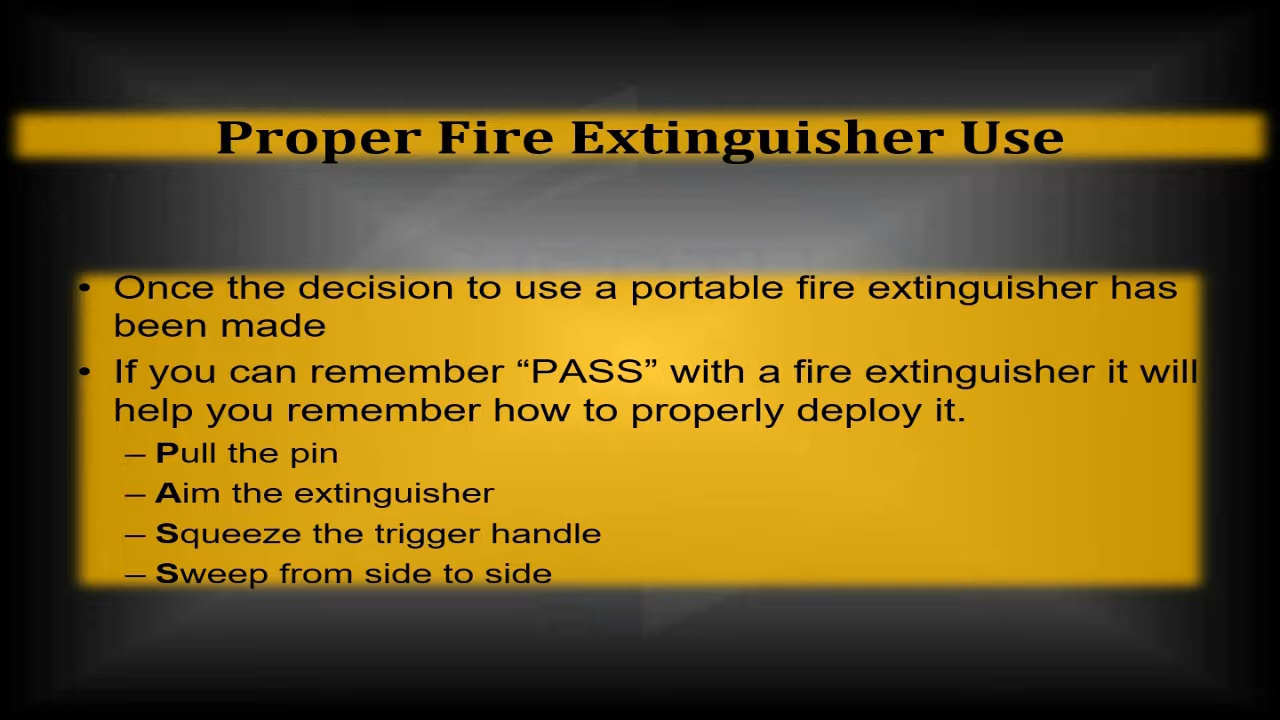 Proper Fire Extinguisher Use
• Once the decision to use a portable fire extinguisher has
been made
• If you can remember “PASS” with a fire extinguisher it will
help you remember how to properly deploy it.
– Pull the pin
– Aim the extinguisher
– Squeeze the trigger handle
– Sweep from side to side